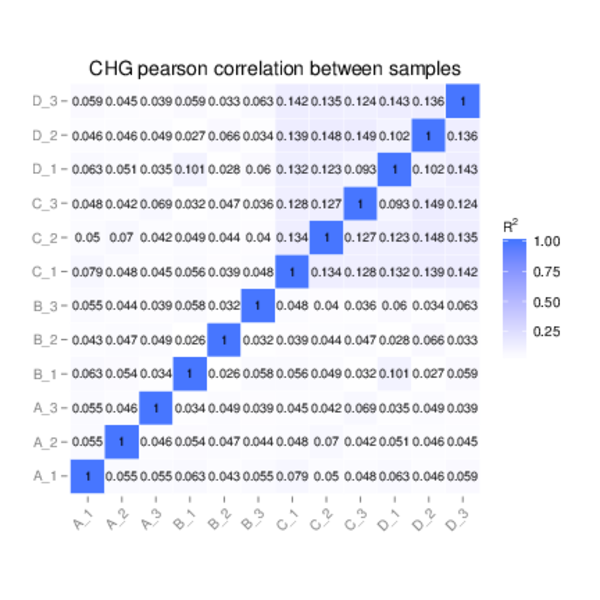 CHG pearson correlation between samples
D_3 0.059 0.045 0.039 0.059 0.033 0.063 0.142 0.135 0.124 0.143 0.136 1
D_2 0.046 0.046 0.049 0.027 0.066 0.034 0.139 0.148 0.149 0.102 1 0.136
D_1 0.063 0.051 0.035 0.101 0.028 0.06 0.132 0.123 0.093 1 0.102 0.143
C_3 0.048 0.042 0.069 0.032 0.047 0.036 0.128 0.127 1 0.093 0.149 0.124
C_2 0.05 0.07 0.042 0.049 0.044 0.04 0.134 1 0.127 0.123 0.148 0.135
C_1 0.079 0.048 0.045 0.056 0.039 0.048 1 0.134 0.128 0.132 0.139 0.142
B_3 0.055 0.044 0.039 0.058 0.032 1 0.048 0.04 0.036 0.06 0.034 0.063
B_2 0.043 0.047 0.049 0.026 1 0.032 0.039 0.044 0.047 0.028 0.066 0.033
B_1 0.063 0.054 0.034 1 0.026 0.058 0.056 0.049 0.032 0.101 0.027 0.059
A_3 0.055 0.046 1 0.034 0.049 0.039 0.045 0.042 0.069 0.035 0.049 0.039
A_2 0.055 1 0.046 0.054 0.047 0.044 0.048 0.07 0.042 0.051 0.046 0.045
A_1 1 0.055 0.055 0.063 0.043 0.055 0.079 0.05 0.048 0.063 0.046 0.059
A_1 A_2 A_3 B_1 B_2 B_3 C_1 C_2 C_3 D_1 D_2 D_3
R²
1.00
0.75
0.50
0.25